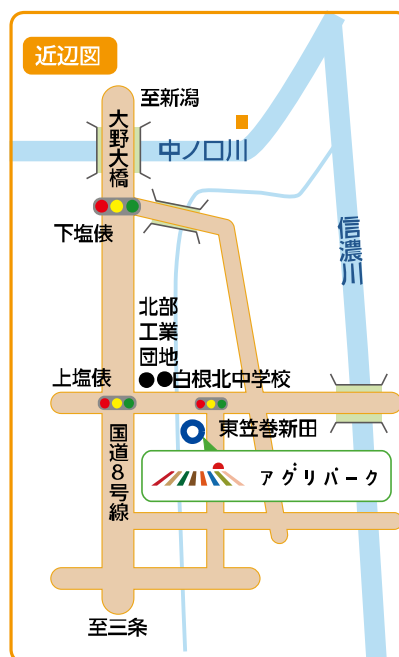 近辺図
至新潟
大野大橋
中ノ口川
下塩俵
信濃川
北部
工業
団地
上塩俵
白根北中学校
東笠巻新田
国道8号線
アグリパーク
至三条